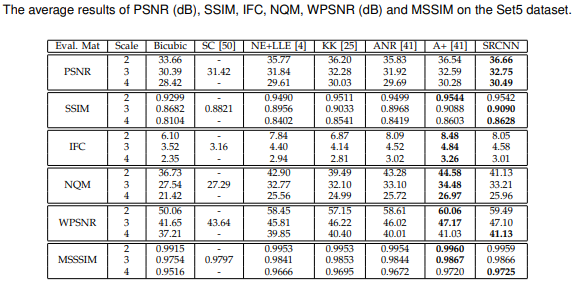 The average results of PSNR (dB), SSIM, IFC, NQM, WPSNR (dB) and MSSIM on the Set5 dataset.
Eval. Mat Scale Bicubic SC [50] NE+LLE [4] KK [25] ANR [41] A+ [41] SRCNN
2 33.66 - 35.77 36.20 35.83 36.54 36.66
PSNR 3 30.39 31.42 31.84 32.28 31.92 32.59 32.75
4 28.42 - 29.61 30.03 29.69 30.28 30.49
2 0.9299 - 0.9490 0.9511 0.9499 0.9544 0.9542
SSIM 3 0.8682 0.8821 0.8956 0.9033 0.8968 0.9088 0.9090
4 0.8104 - 0.8402 0.8541 0.8419 0.8603 0.8628
2 6.10 - 7.84 6.87 8.09 8.48 8.05
IFC 3 3.52 3.16 4.40 4.14 4.52 4.84 4.58
4 2.35 - 2.94 2.81 3.02 3.26 3.01
2 36.73 - 42.90 39.49 43.28 44.58 41.13
NQM 3 27.54 27.29 32.77 32.10 33.10 34.48 33.21
4 21.42 - 25.56 24.99 25.72 26.97 25.96
2 50.06 - 58.45 57.15 58.61 60.06 59.49
WPSNR 3 41.65 43.64 45.81 46.22 46.02 47.17 47.10
4 37.21 - 39.85 40.40 40.01 41.03 41.13
2 0.9915 - 0.9953 0.9953 0.9954 0.9960 0.9959
MSSSIM 3 0.9754 0.9797 0.9841 0.9853 0.9844 0.9867 0.9866
4 0.9516 - 0.9666 0.9695 0.9672 0.9720 0.9725